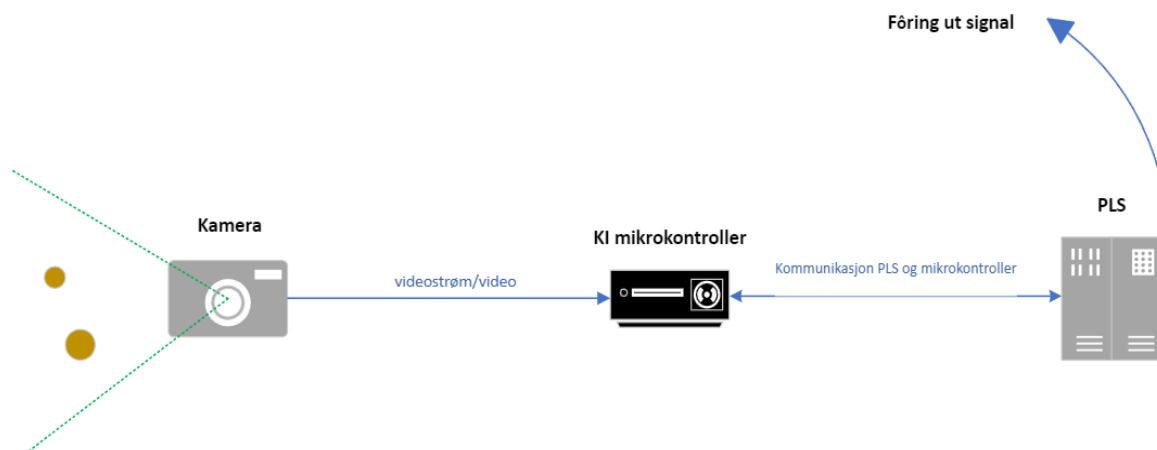 Fôring ut signal
PLS
Kamera
KI mikrokontroller
videostrøm/video
Kommunikasjon PLS og mikrokontroller